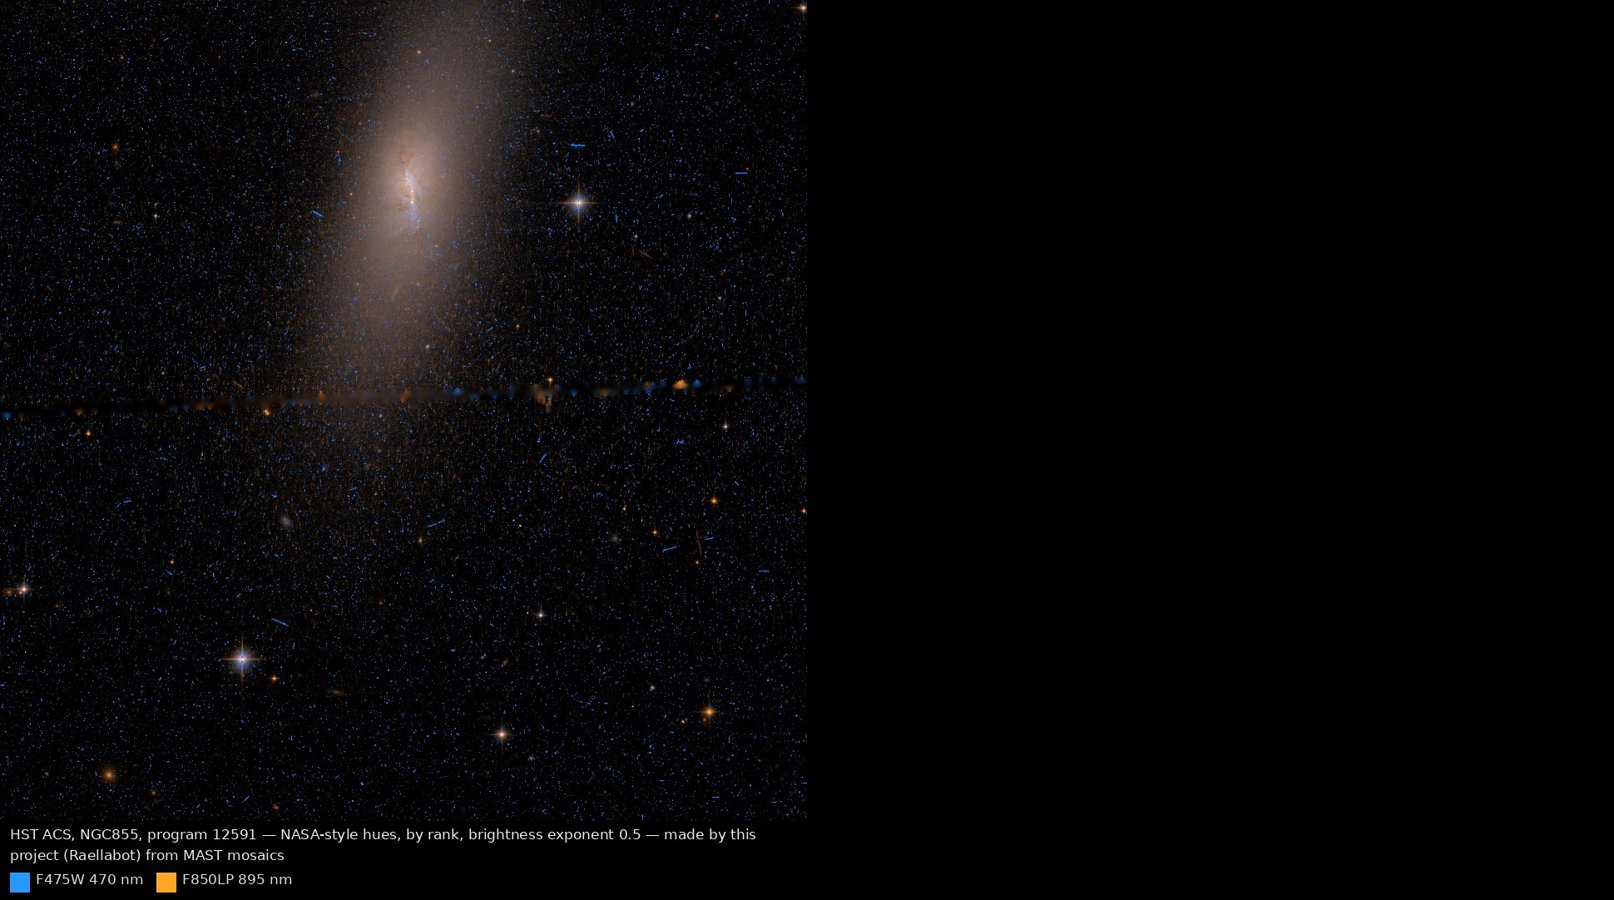 HST ACS, NGC855, program 12591 — NASA-style hues, by rank, brightness exponent 0.5 — made by this
project (Raellabot) from MAST mosaics
F475W 470 nm F850LP 895 nm